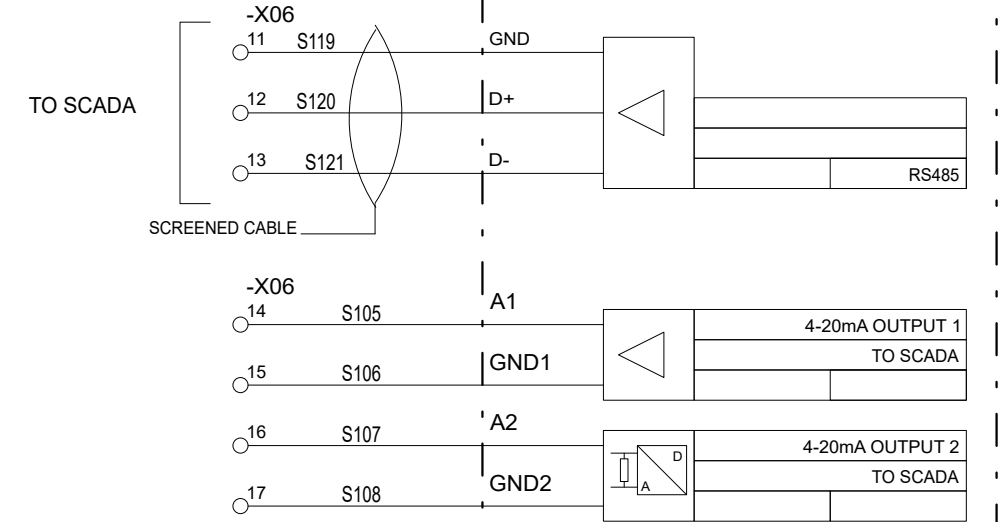 -X06
11 S119 GND
TO SCADA
12 S120 D+
13 S121 D-
RS485
SCREENED CABLE
-X06
14 S105 A1
4-20mA OUTPUT 1
TO SCADA
15 S106 GND1
16 S107 A2
4-20mA OUTPUT 2
D
TO SCADA
A
17 S108 GND2